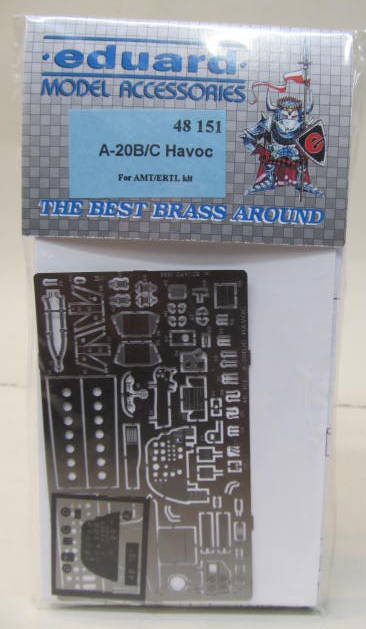 eduard
MODEL ACCESSORIES
48 151
A-20B/C Havoc
For AMT/ERTL kit
e
THE BEST BRASS AROUND